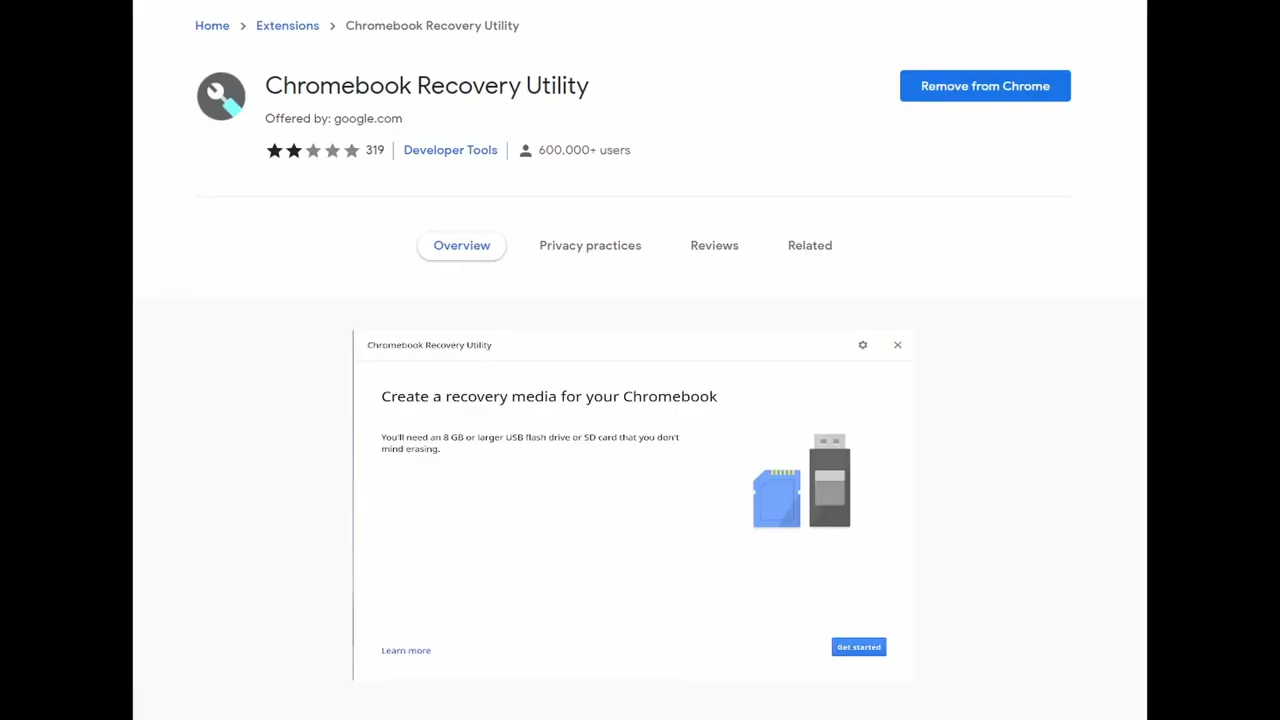 Home > Extensions > Chromebook Recovery Utility
Chromebook Recovery Utility
Remove from Chrome
Offered by: google.com
319 | Developer Tools | 600,000+ users
Overview Privacy practices Reviews Related
Chromebook Recovery Utility
Create a recovery media for your Chromebook
You'll need an 8 GB or larger USB flash drive or SD card that you don't
mind erasing.
Learn more
Get started